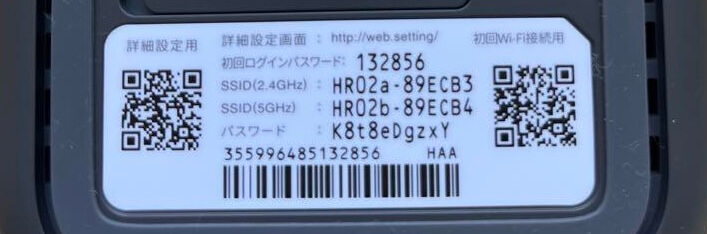 詳細設定用
詳細設定画面 : http://web.setting/
初回Wi-Fi接続用
初回ログインパスワード: 132856
SSID(2.4GHz) : HR02a-89ECB3
SSID(5GHz) : HR02b-89ECB4
パスワード : K8t8eDgzxY
355996485132856 HAA